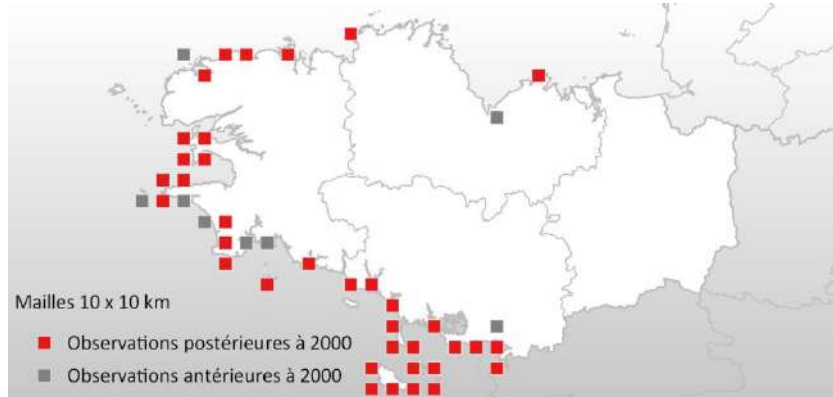 Mailles 10 x 10 km
Observations postérieures à 2000
Observations antérieures à 2000